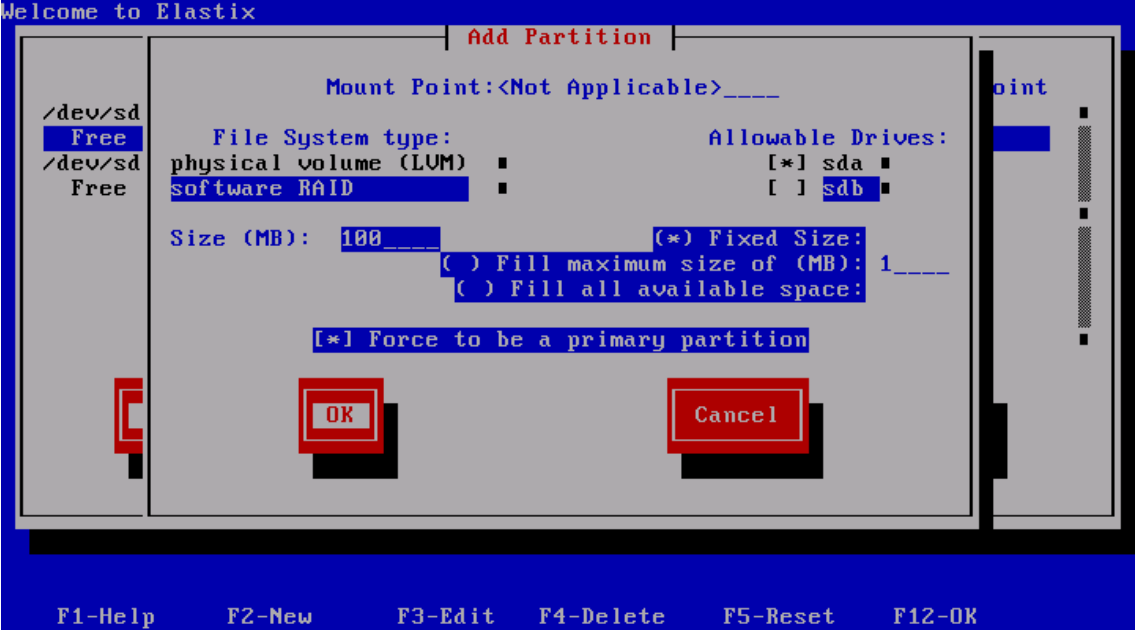 Welcome to Elastix
Add Partition
Mount Point:<Not Applicable>____
oint
/dev/sd
Free
File System type:
Allowable Drives:
/dev/sd
physical volume (LVM)
[*] sda
Free
software RAID
[ ] sdb
Size (MB): 100____
(*) Fixed Size:
( ) Fill maximum size of (MB): 1____
( ) Fill all available space:
[*] Force to be a primary partition
OK
Cancel
F1-Help F2-New F3-Edit F4-Delete F5-Reset F12-OK